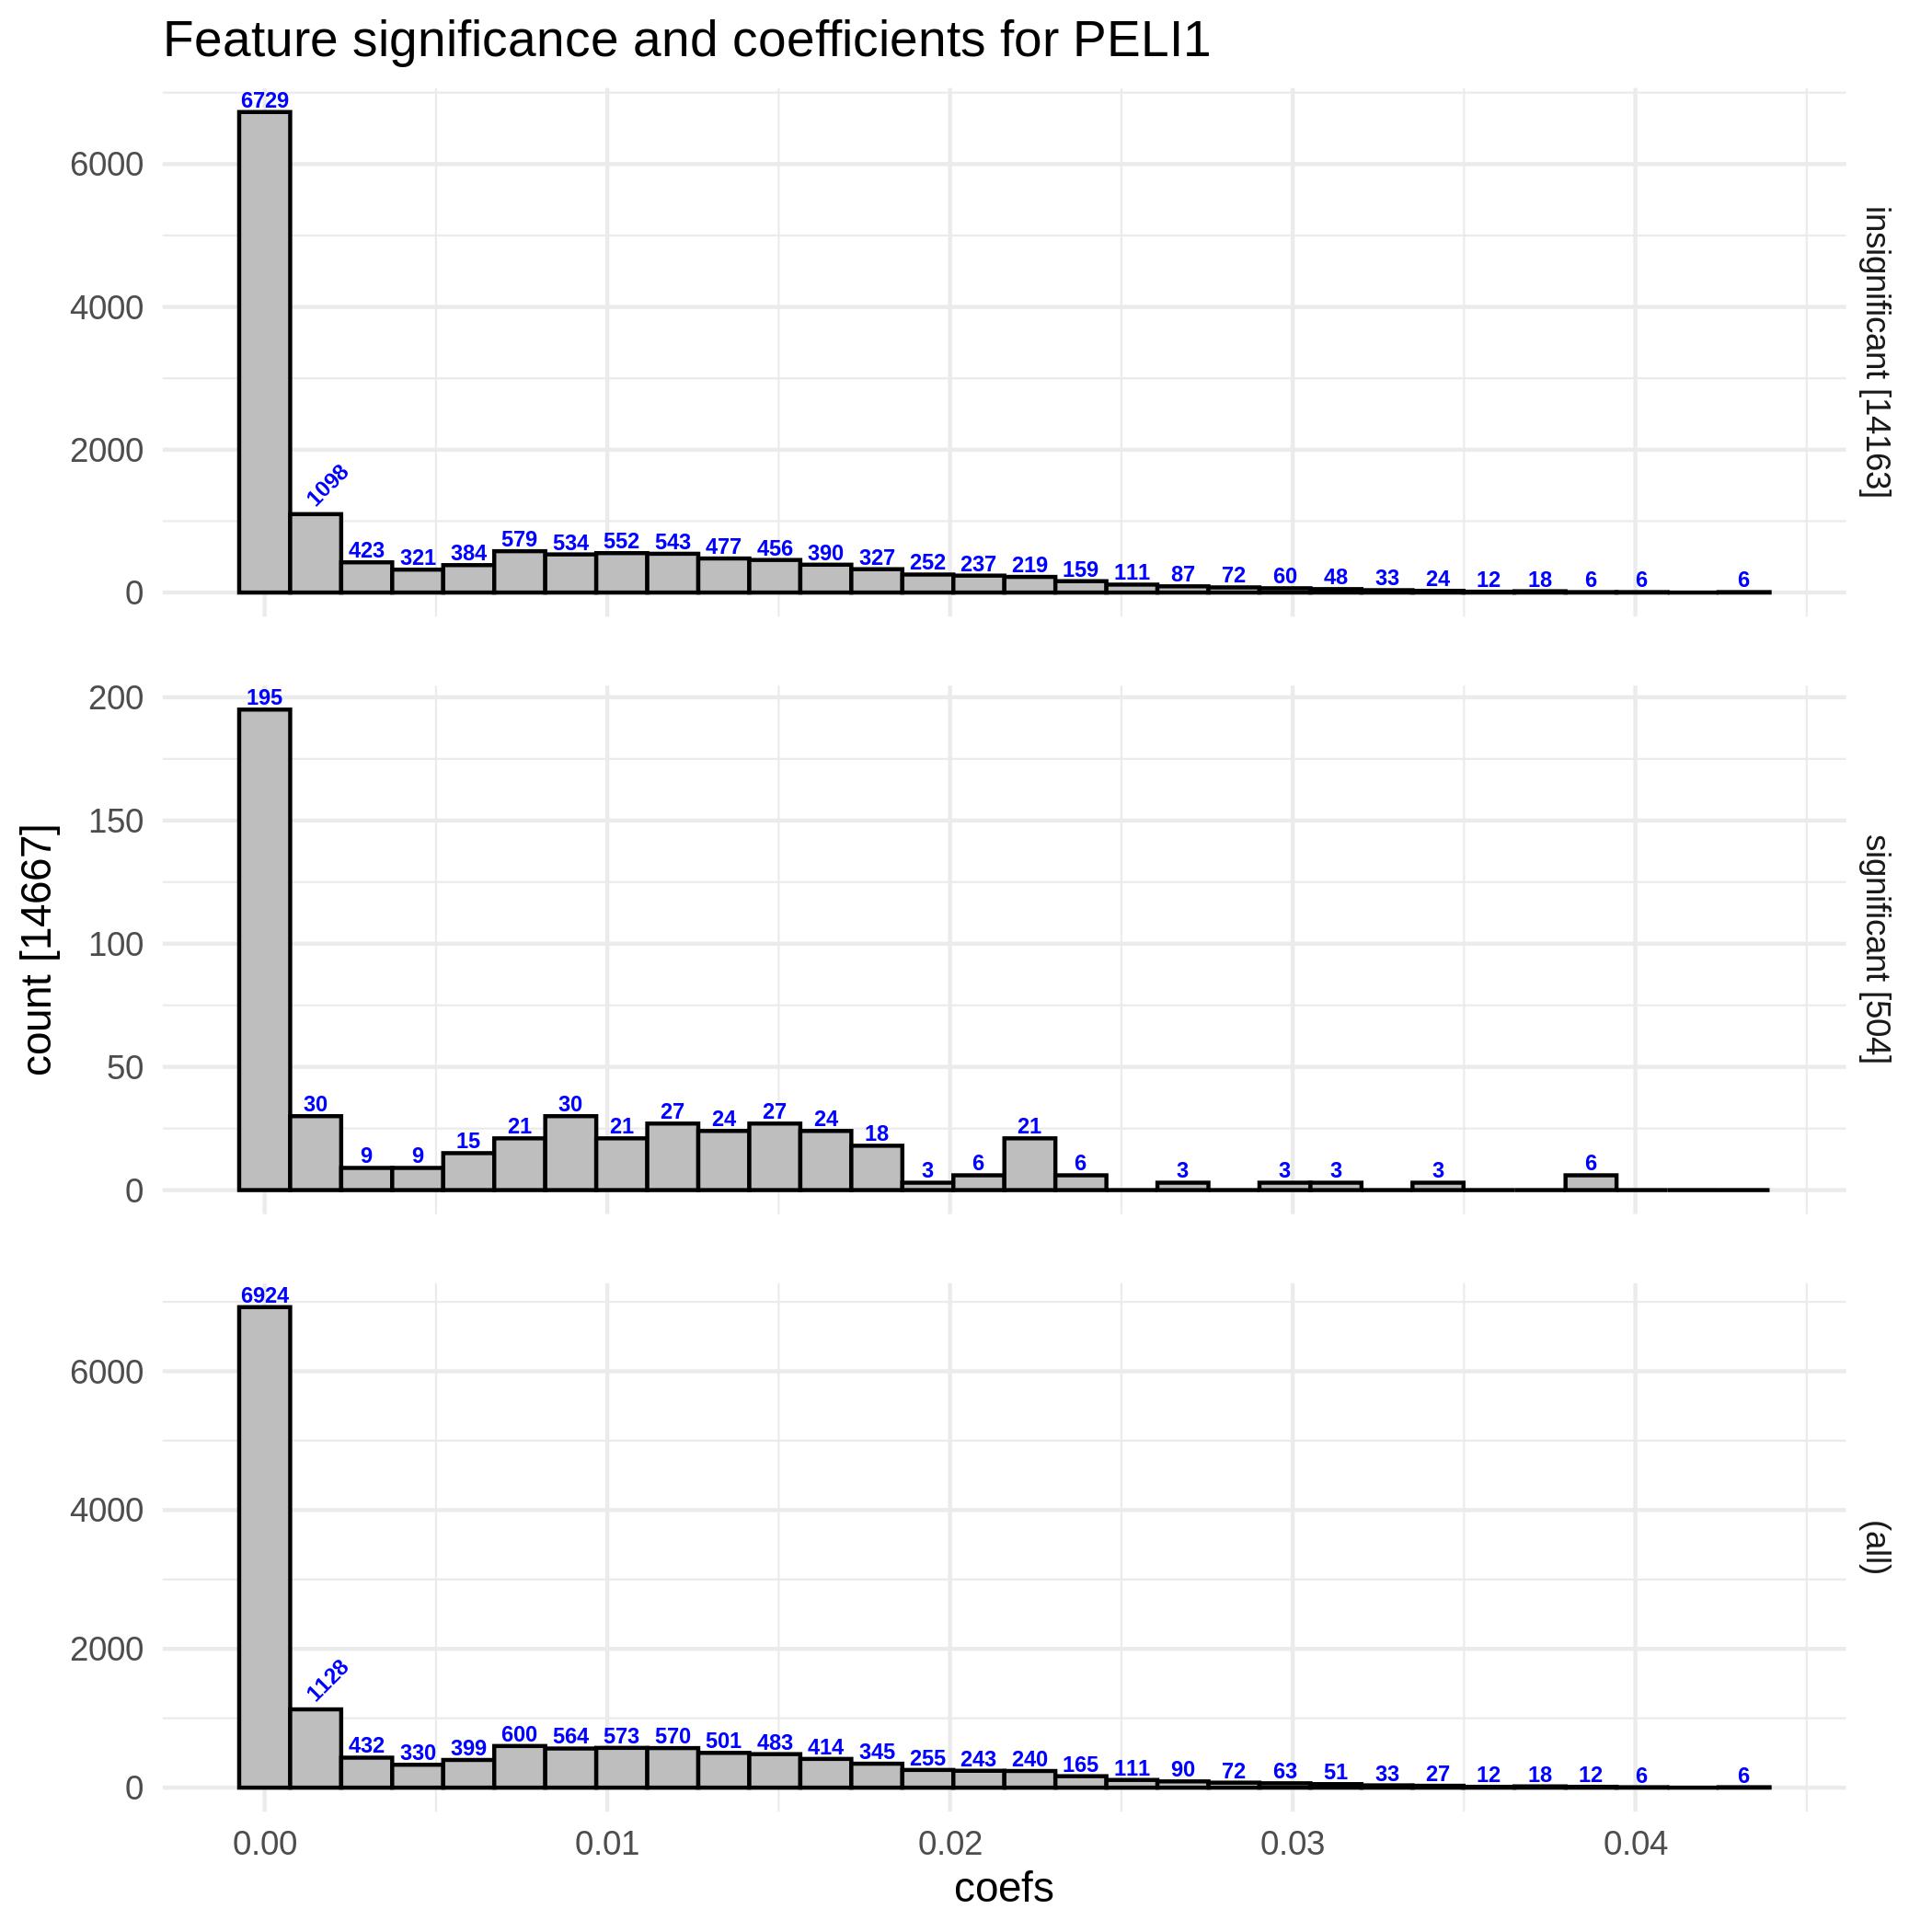 Feature significance and coefficients for PELI1
6729
6000
4000
2000
0
1098
423 321 384 579 534 552 543 477 456 390 327 252 237 219 159 111 87 72 60 48 33 24 12 18 6 6 6
insignificant [14163]
count [14667]
200
150
100
50
0
195
30 9 9 15 21 30 21 27 24 27 24 18 3 6 21 6 3 3 3 3 6
significant [504]
6924
6000
4000
2000
0
1128
432 330 399 600 564 573 570 501 483 414 345 255 243 240 165 111 90 72 63 51 33 27 12 18 12 6 6
(all)
0.00 0.01 0.02 0.03 0.04
coefs